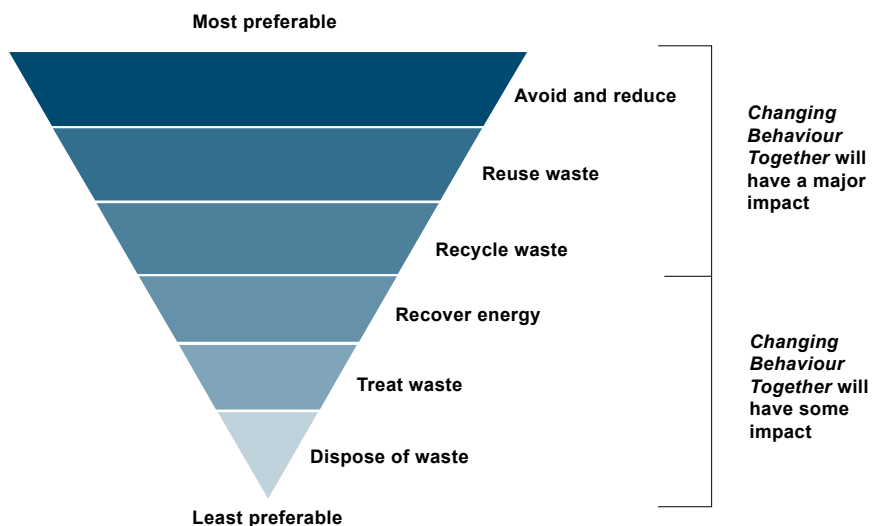 Most preferable
Avoid and reduce
Reuse waste
Recycle waste
Recover energy
Treat waste
Dispose of waste
Least preferable
Changing
Behaviour
Together will
have a major
impact
Changing
Behaviour
Together will
have some
impact